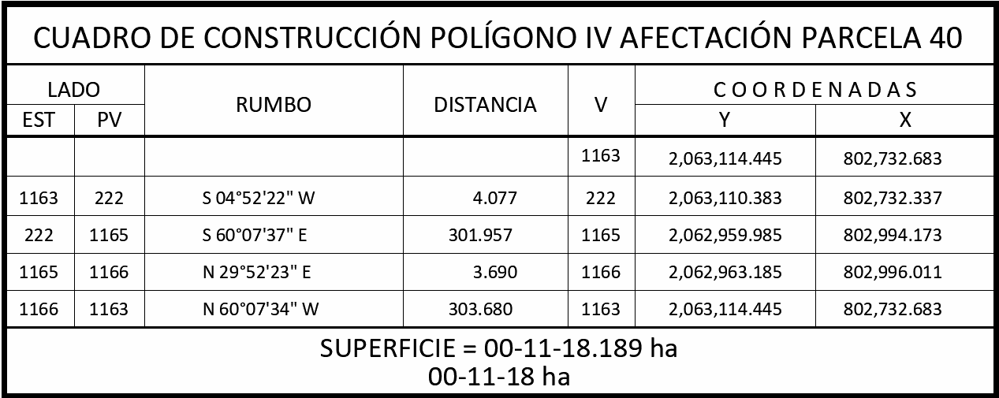 CUADRO DE CONSTRUCCIÓN POLÍGONO IV AFECTACIÓN PARCELA 40
LADO RUMBO DISTANCIA V C O O R D E N A D A S
EST PV Y X
1163 2,063,114.445 802,732.683
1163 222 S 04°52'22" W 4.077 222 2,063,110.383 802,732.337
222 1165 S 60°07'37" E 301.957 1165 2,062,959.985 802,994.173
1165 1166 N 29°52'23" E 3.690 1166 2,062,963.185 802,996.011
1166 1163 N 60°07'34" W 303.680 1163 2,063,114.445 802,732.683
SUPERFICIE = 00-11-18.189 ha
00-11-18 ha